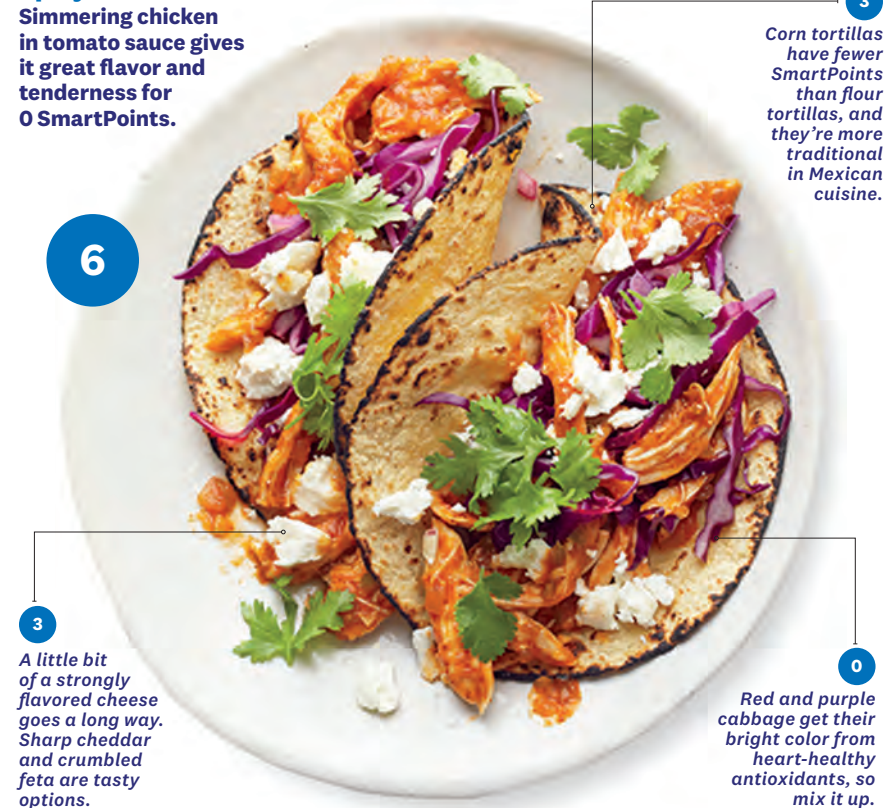 Simmering chicken
in tomato sauce gives
it great flavor and
tenderness for
0 SmartPoints.
3
Corn tortillas
have fewer
SmartPoints
than flour
tortillas, and
they’re more
traditional
in Mexican
cuisine.
6
3
A little bit
of a strongly
flavored cheese
goes a long way.
Sharp cheddar
and crumbled
feta are tasty
options.
0
Red and purple
cabbage get their
bright color from
heart-healthy
antioxidants, so
mix it up.